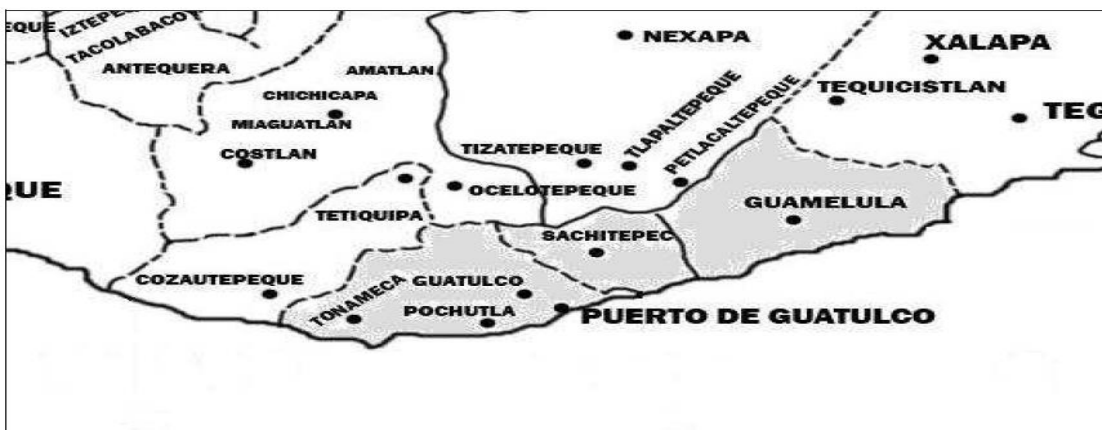 EQUE
IZTEPE
TACOLABACO
ANTEQUERA
AMATLAN
NEXAPA
XALAPA
CHICHICAPA
TLAPALTEPEQUE
PETLACALTEPEQUE
TEQUICISTLAN
TEG
MIAGUATLAN
COSTLAN
TIZATEPEQUE
QUE
OCELOTEPEQUE
TETIQUIPA
GUAMELULA
SACHITEPEC
COZAUTEPEQUE
TONAMECA
GUATULCO
POCHUTLA
PUERTO DE GUATULCO